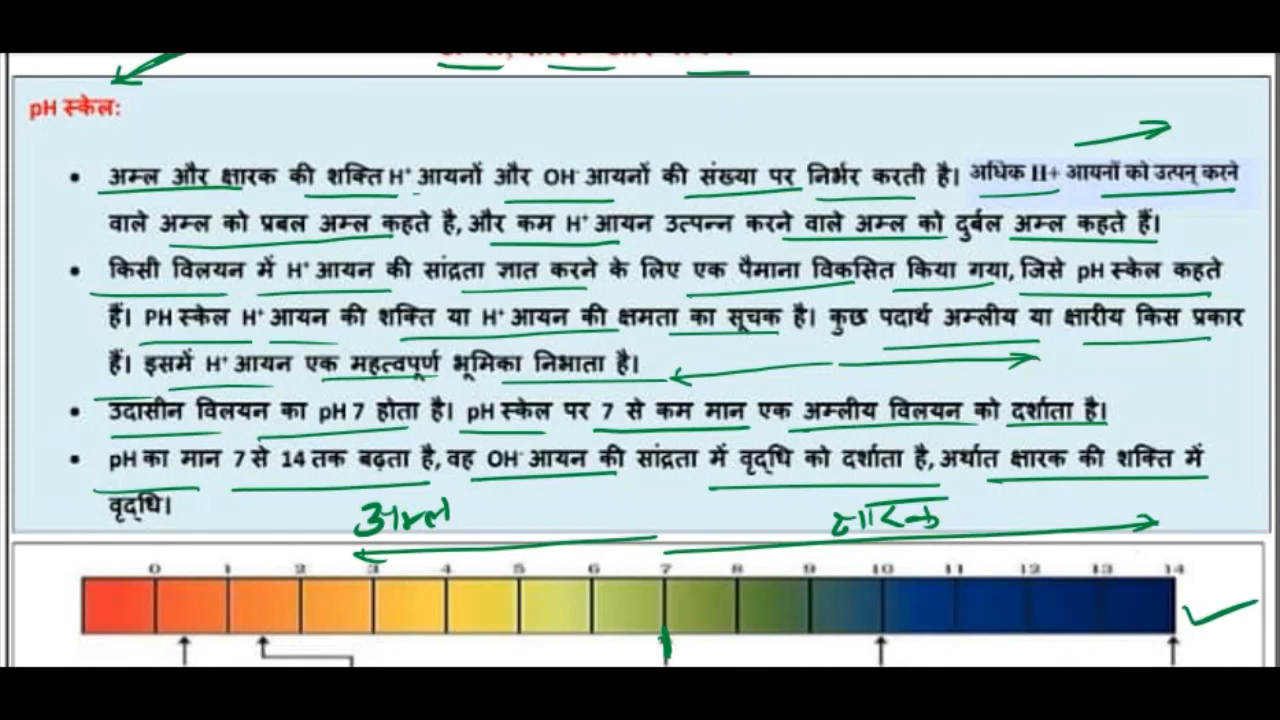 pH स्केल:
• अम्ल और क्षारक की शक्ति H⁺ आयनों और OH⁻ आयनों की संख्या पर निर्भर करती है। अधिक H+ आयनों को उत्पन् करने
वाले अम्ल को प्रबल अम्ल कहते है, और कम H⁺ आयन उत्पन्न करने वाले अम्ल को दुर्बल अम्ल कहते हैं।
• किसी विलयन में H⁺ आयन की सांद्रता ज्ञात करने के लिए एक पैमाना विकसित किया गया, जिसे pH स्केल कहते
हैं। PH स्केल H⁺ आयन की शक्ति या H⁺ आयन की क्षमता का सूचक है। कुछ पदार्थ अम्लीय या क्षारीय किस प्रकार
हैं। इसमें H⁺ आयन एक महत्वपूर्ण भूमिका निभाता है।
• उदासीन विलयन का pH 7 होता है। pH स्केल पर 7 से कम मान एक अम्लीय विलयन को दर्शाता है।
• pH का मान 7 से 14 तक बढ़ता है, वह OH⁻ आयन की सांद्रता में वृद्धि को दर्शाता है, अर्थात क्षारक की शक्ति में
वृद्धि।
अम्ल क्षारक
0 1 2 3 4 5 6 7 8 9 10 11 12 13 14